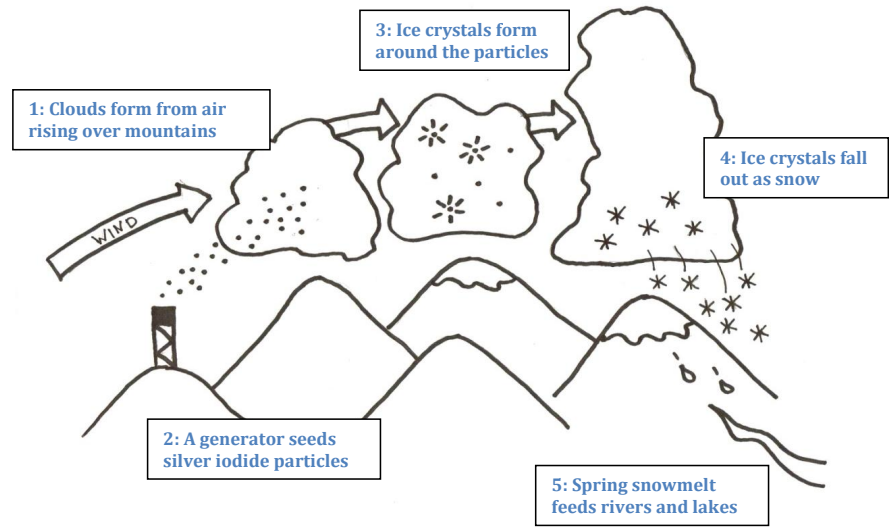 1: Clouds form from air
rising over mountains
2: A generator seeds
silver iodide particles
3: Ice crystals form
around the particles
4: Ice crystals fall
out as snow
5: Spring snowmelt
feeds rivers and lakes
WIND